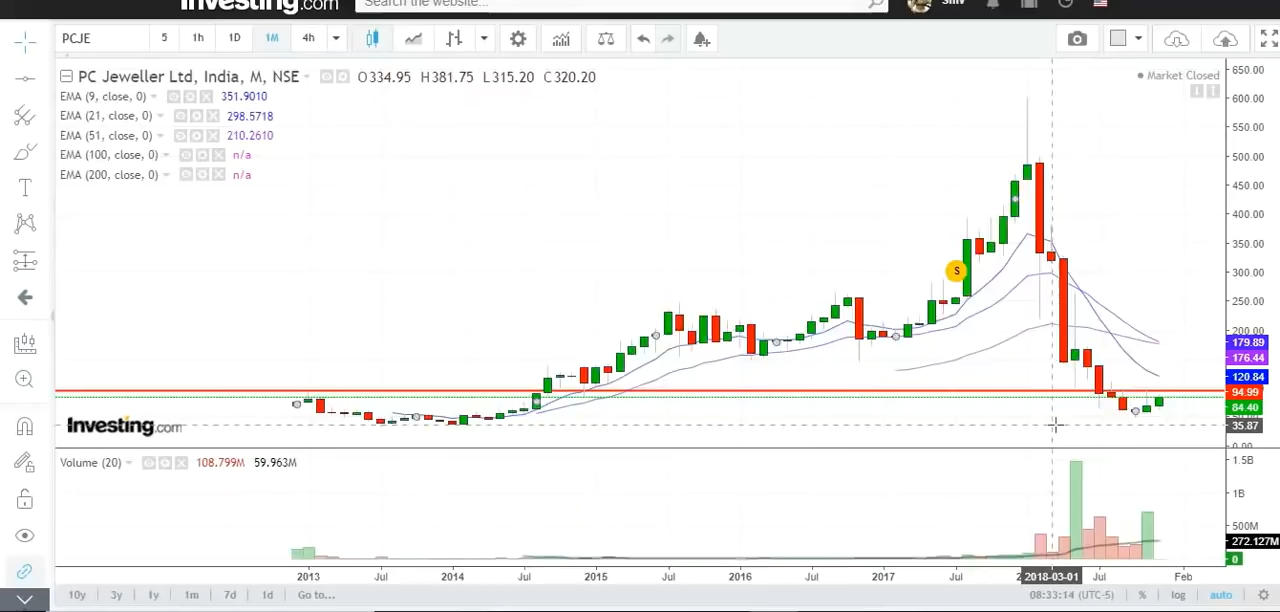 Investing.com
Search the website...
PCJE 5 1h 1D 1M 4h
PC Jeweller Ltd, India, M, NSE O334.95 H381.75 L315.20 C320.20
Market Closed
EMA (9, close, 0) 351.9010
EMA (21, close, 0) 298.5718
EMA (51, close, 0) 210.2610
EMA (100, close, 0) n/a
EMA (200, close, 0) n/a
650.00
600.00
550.00
500.00
450.00
400.00
350.00
300.00
250.00
200.00
179.89
176.44
120.84
94.99
84.40
35.87
0.00
S
Investing.com
Volume (20) 108.799M 59.963M
1.5B
1B
500M
272.127M
0
2013 Jul 2014 Jul 2015 Jul 2016 Jul 2017 Jul 2018-03-01 Jul Feb
10y 3y 1y 1m 7d 1d Go to... 08:33:14 (UTC-5) % log auto